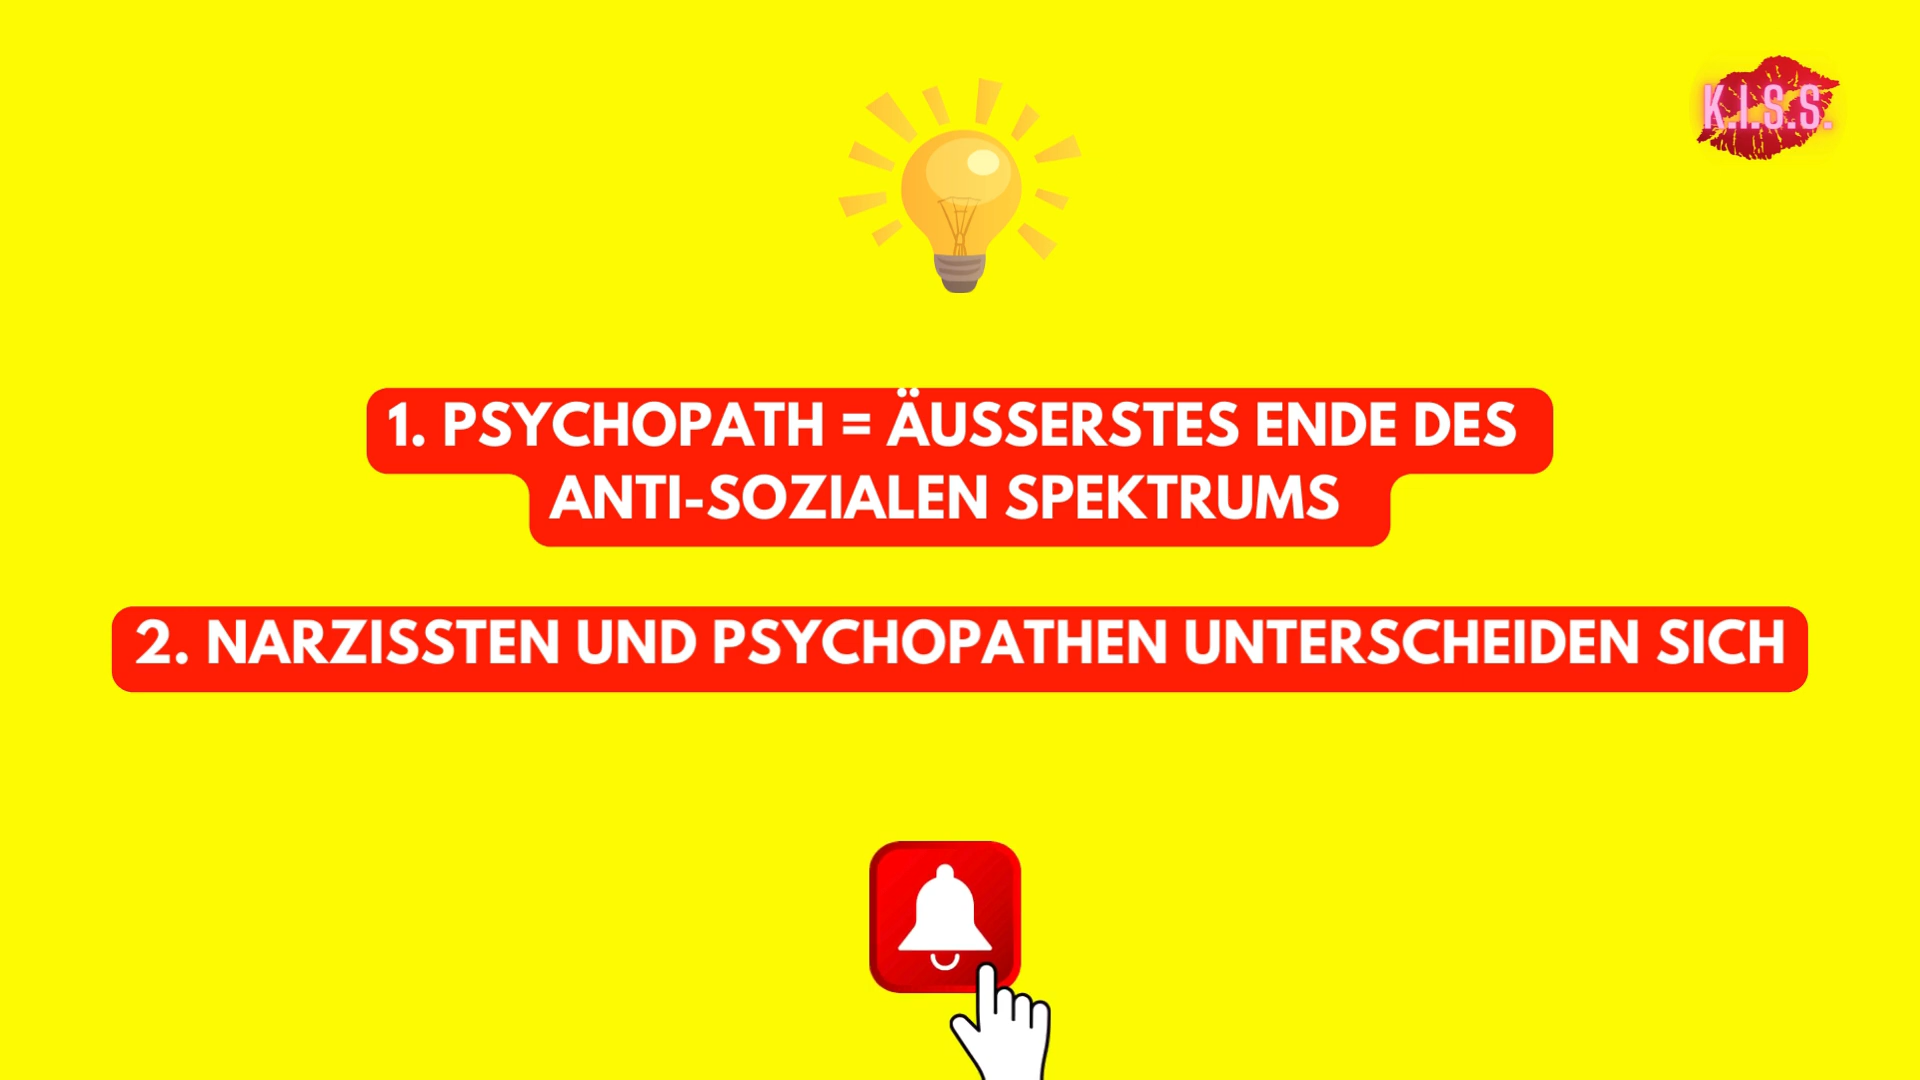 K.I.S.S.
1. PSYCHOPATH = ÄUSSERSTES ENDE DES
ANTI-SOZIALEN SPEKTRUMS
2. NARZISSTEN UND PSYCHOPATHEN UNTERSCHEIDEN SICH